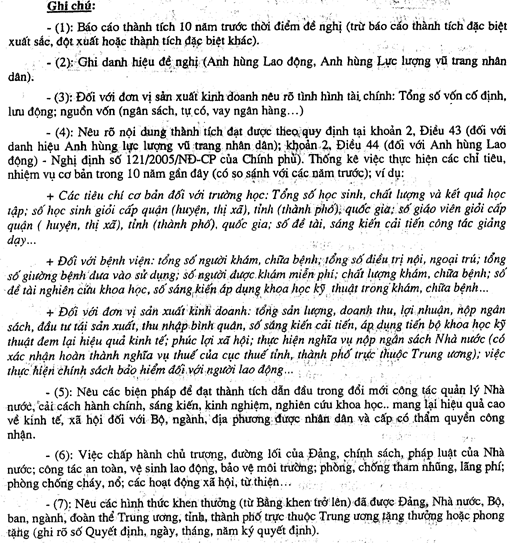 Ghi chú:
- (1): Báo cáo thành tích 10 năm trước thời điểm đề nghị (trừ báo cáo thành tích đặc biệt
xuất sắc, đột xuất hoặc thành tích đặc biệt khác).
- (2): Ghi danh hiệu đề nghị (Anh hùng Lao động, Anh hùng Lực lượng vũ trang nhân
dân).
- (3): Đối với đơn vị sản xuất kinh doanh nêu rõ tình hình tài chính: Tổng số vốn cố định,
lưu động; nguồn vốn (ngân sách, tự có, vay ngân hàng…)
- (4): Nêu rõ nội dung thành tích đạt được theo quy định tại khoản 2, Điều 43 (đối với
danh hiệu Anh hùng lực lượng vũ trang nhân dân); khoản 2, Điều 44 (đối với Anh hùng Lao
động) - Nghị định số 121/2005/NĐ-CP của Chính phủ). Thống kê việc thực hiện các chỉ tiêu,
nhiệm vụ cơ bản trong 10 năm gần đây (có so sánh với các năm trước); ví dụ:
+ Các tiêu chí cơ bản đối với trường học: Tổng số học sinh, chất lượng và kết quả học
tập; số học sinh giỏi cấp quận (huyện, thị xã), tỉnh (thành phố), quốc gia; số giáo viên giỏi cấp
quận ( huyện, thị xã), tỉnh (thành phố), quốc gia; số đề tài, sáng kiến cải tiến công tác giảng
dạy...
+ Đối với bệnh viện: tổng số người khám, chữa bệnh; tổng số điều trị nội, ngoại trú; tổng
số giường bệnh đưa vào sử dụng; số người được khám miễn phí; chất lượng khám, chữa bệnh; số
đề tài nghiên cứu khoa học, số sáng kiến áp dụng khoa học kỹ thuật trong khám, chữa bệnh...
+ Đối với đơn vị sản xuất kinh doanh: tổng sản lượng, doanh thu, lợi nhuận, nộp ngân
sách, đầu tư tái sản xuất, thu nhập bình quân, số sáng kiến cải tiến, áp dụng tiến bộ khoa học kỹ
thuật đem lại hiệu quả kinh tế; phúc lợi xã hội; thực hiện nghĩa vụ nộp ngân sách Nhà nước (có
xác nhận hoàn thành nghĩa vụ thuế của cục thuế tỉnh, thành phố trực thuộc Trung ương); việc
thực hiện chính sách bảo hiểm đối với người lao động...
- (5): Nêu các biện pháp để đạt thành tích dẫn đầu trong đổi mới công tác quản lý Nhà
nước, cải cách hành chính, sáng kiến, kinh nghiệm, nghiên cứu khoa học.. mang lại hiệu quả cao
về kinh tế, xã hội đối với Bộ, ngành, địa phương được nhân dân và cấp có thẩm quyền công
nhận.
- (6): Việc chấp hành chủ trương, đường lối của Đảng, chính sách, pháp luật của Nhà
nước; công tác an toàn, vệ sinh lao động, bảo vệ môi trường; phòng, chống tham nhũng, lãng phí;
phòng chống cháy, nổ; các hoạt động xã hội, từ thiện…
- (7): Nêu các hình thức khen thưởng (từ Bằng khen trở lên) đã được Đảng, Nhà nước, Bộ,
ban, ngành, đoàn thể Trung ương, tỉnh, thành phố trực thuộc Trung ương tặng thưởng hoặc phong
tặng (ghi rõ số Quyết định, ngày, tháng, năm ký quyết định).